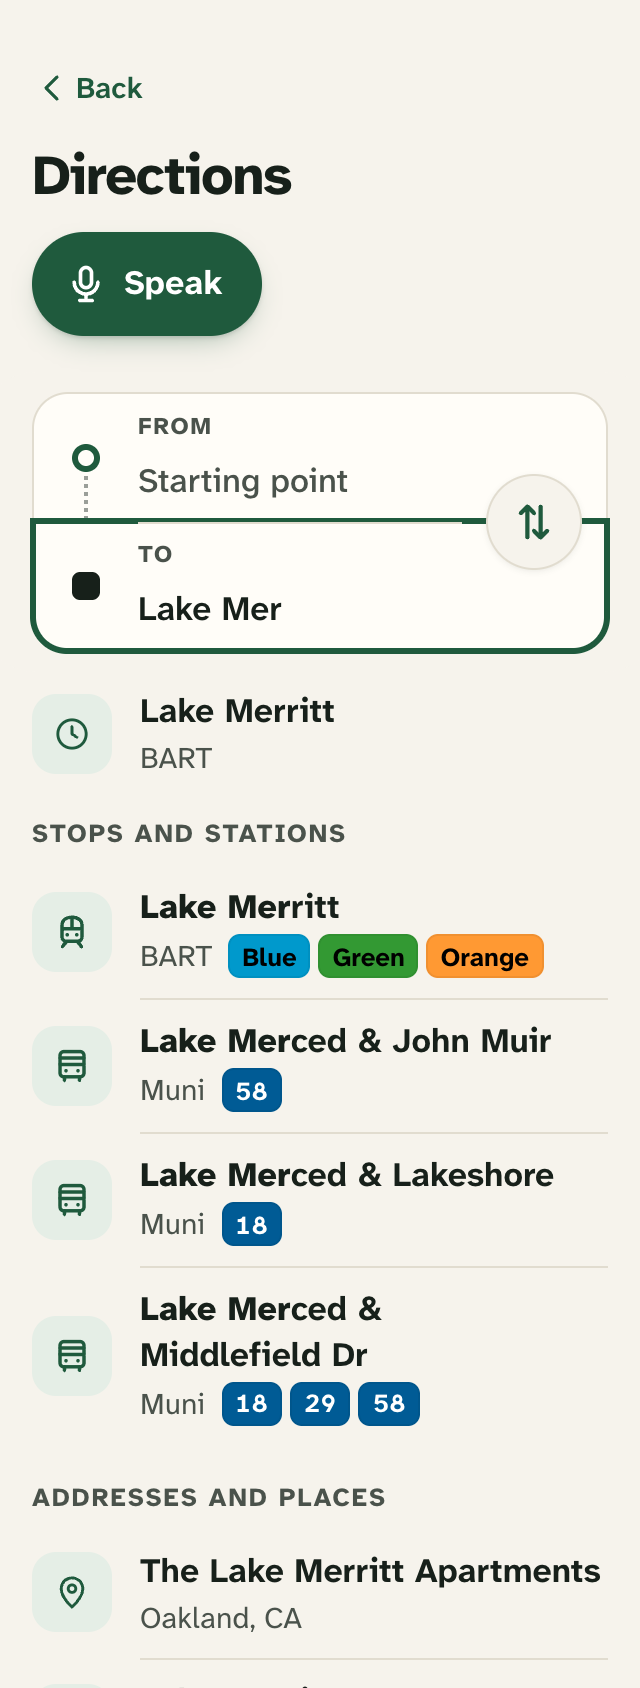 Back
Directions
Speak
FROM
Starting point
TO
Lake Mer
Lake Merritt
BART
STOPS AND STATIONS
Lake Merritt
BART Blue Green Orange
Lake Merced & John Muir
Muni 58
Lake Merced & Lakeshore
Muni 18
Lake Merced &
Middlefield Dr
Muni 18 29 58
ADDRESSES AND PLACES
The Lake Merritt Apartments
Oakland, CA